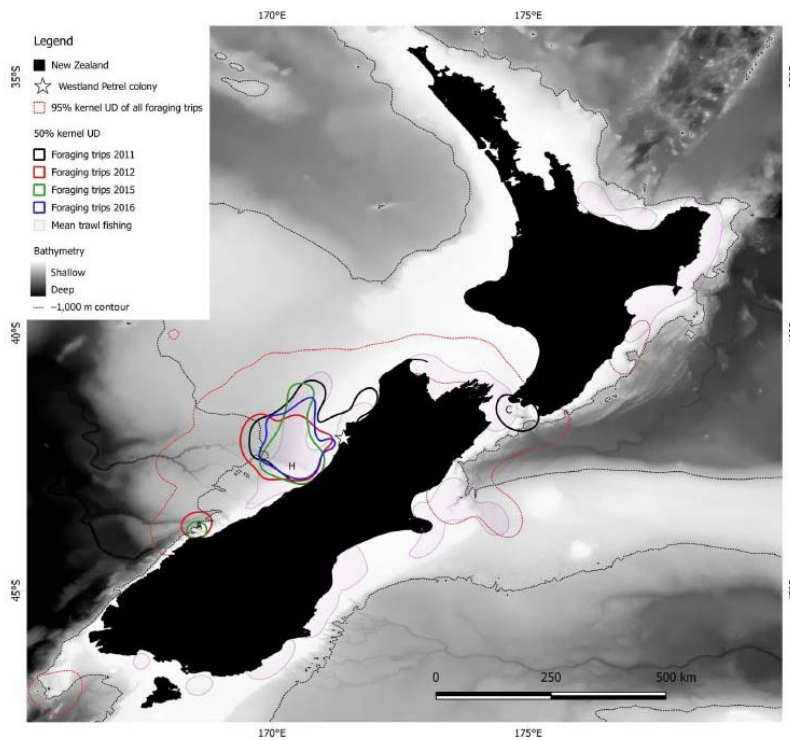 170°E 175°E
Legend
New Zealand
Westland Petrel colony
95% kernel UD of all foraging trips
50% kernel UD
Foraging trips 2011
Foraging trips 2012
Foraging trips 2015
Foraging trips 2016
Mean trawl fishing
Bathymetry
Shallow
Deep
–1,000 m contour
35°S
40°S
C
H
45°S
0 250 500 km
170°E 175°E